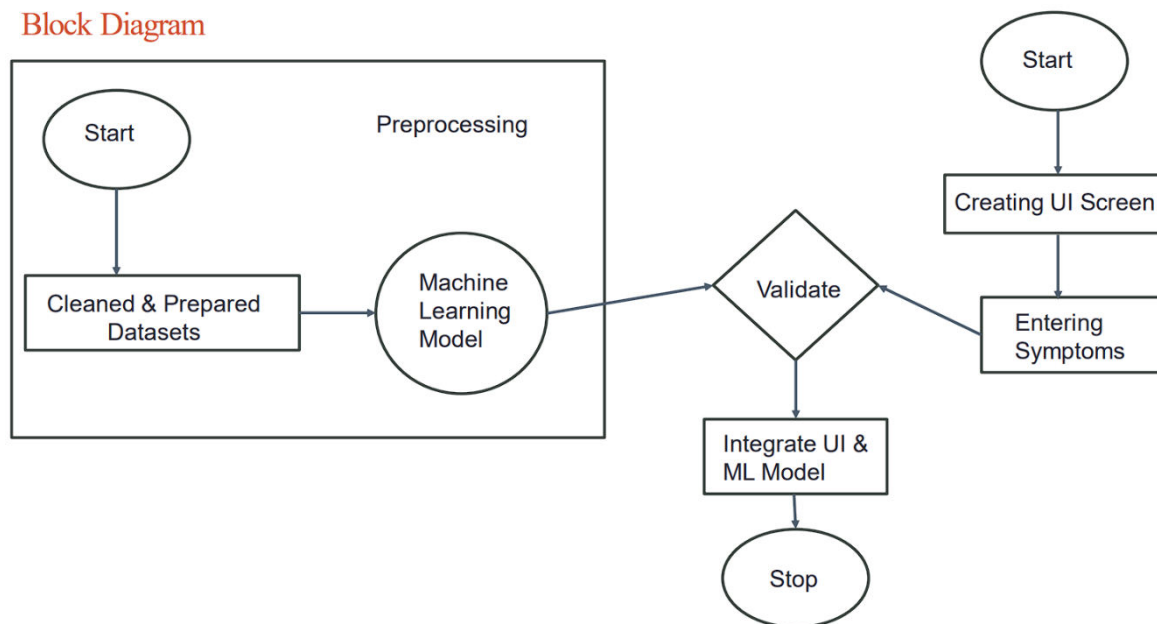 Block Diagram
Start
Preprocessing
Cleaned & Prepared
Datasets
Machine
Learning
Model
Validate
Start
Creating UI Screen
Entering
Symptoms
Integrate UI &
ML Model
Stop